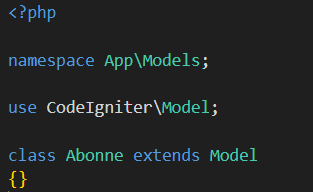 <?php
namespace App\Models;
use CodeIgniter\Model;
class Abonne extends Model
{}